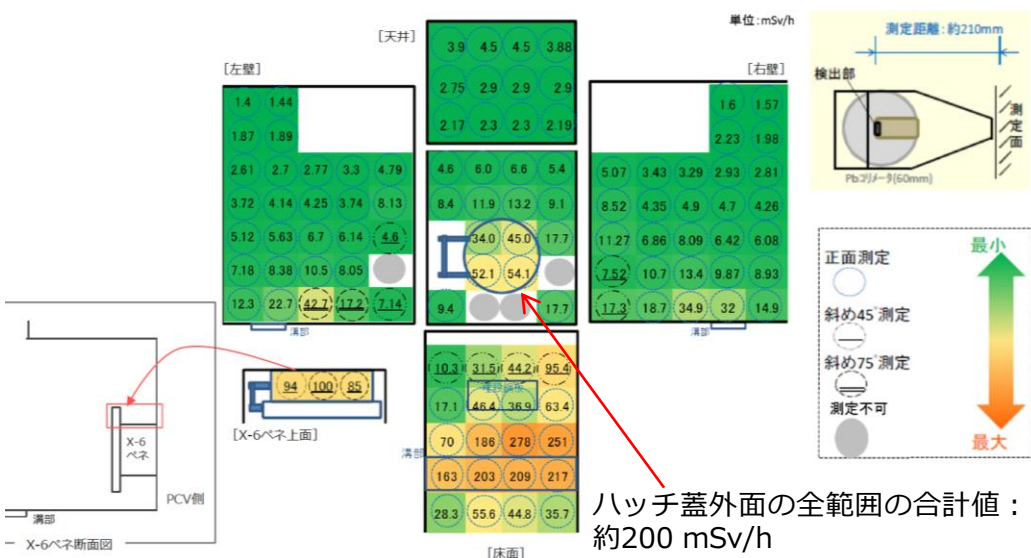 単位:mSv/h
[天井]
3.9 4.5 4.5 3.88
2.75 2.9 2.9 2.9
2.17 2.3 2.3 2.19
[左壁]
1.4 1.44
1.87 1.89
2.61 2.7 2.77 3.3 4.79
3.72 4.14 4.25 3.74 8.13
5.12 5.63 6.7 6.14 4.6
7.18 8.38 10.5 8.05
12.3 22.7 42.7 17.2 7.14
溝部
4.6 6.0 6.6 5.4
8.4 11.9 13.2 9.1
34.0 45.0 17.7
52.1 54.1
9.4 17.7
[右壁]
1.6 1.57
2.23 1.98
5.07 3.43 3.29 2.93 2.81
8.52 4.35 4.9 4.7 4.26
11.27 6.86 8.09 6.42 6.08
7.52 10.7 13.4 9.87 8.93
17.3 18.7 34.9 32 14.9
溝部
測定距離:約210mm
検出部
測定面
Pbコリメータ(60mm)
正面測定
斜め45°測定
斜め75°測定
測定不可
最小
最大
94 100 85
[X-6ペネ上面]
X-6
ペネ
PCV側
溝部
X-6ペネ断面図
10.3 31.5 44.2 95.4
17.1 46.4 36.9 63.4
70 186 278 251
溝部
163 203 209 217
28.3 55.6 44.8 35.7
[床面]
ハッチ蓋外面の全範囲の合計値:
約200 mSv/h